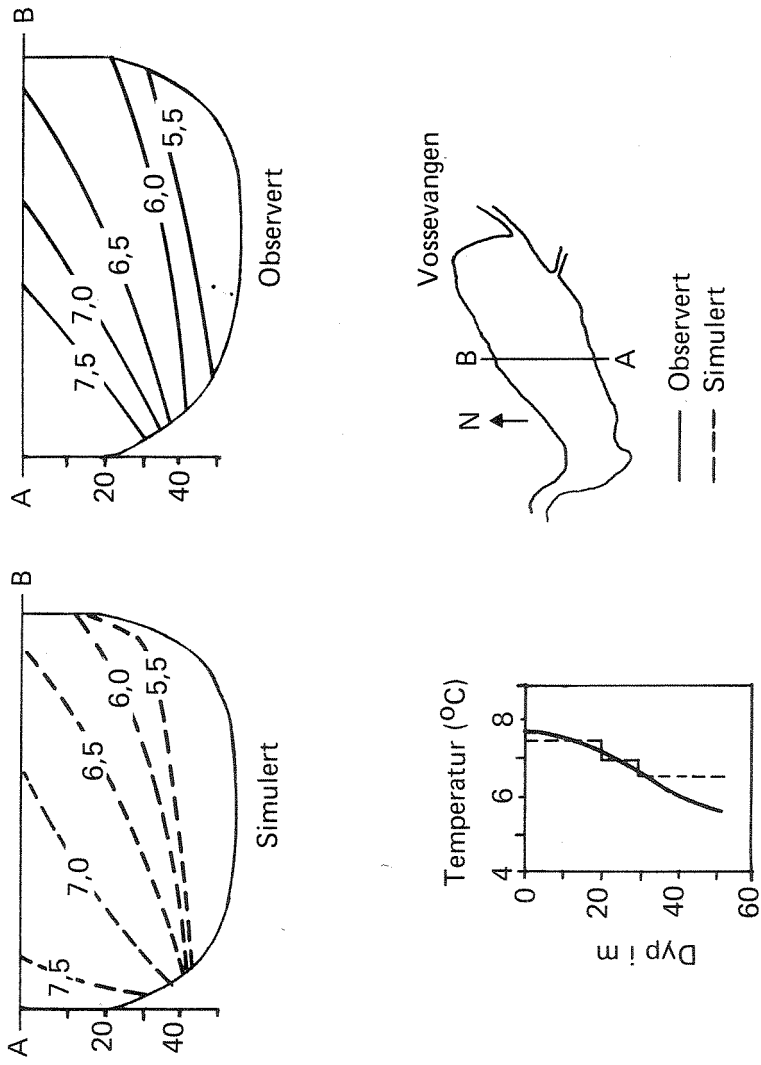 A
B
7,5
7,0
6,5
6,0
5,5
20
40
Simulert
A
B
7,5
7,0
6,5
6,0
5,5
20
40
Observert
Temperatur (°C)
4 6 8
0
20
40
60
Dyp i m
Vossevangen
N
B
A
Observert
Simulert